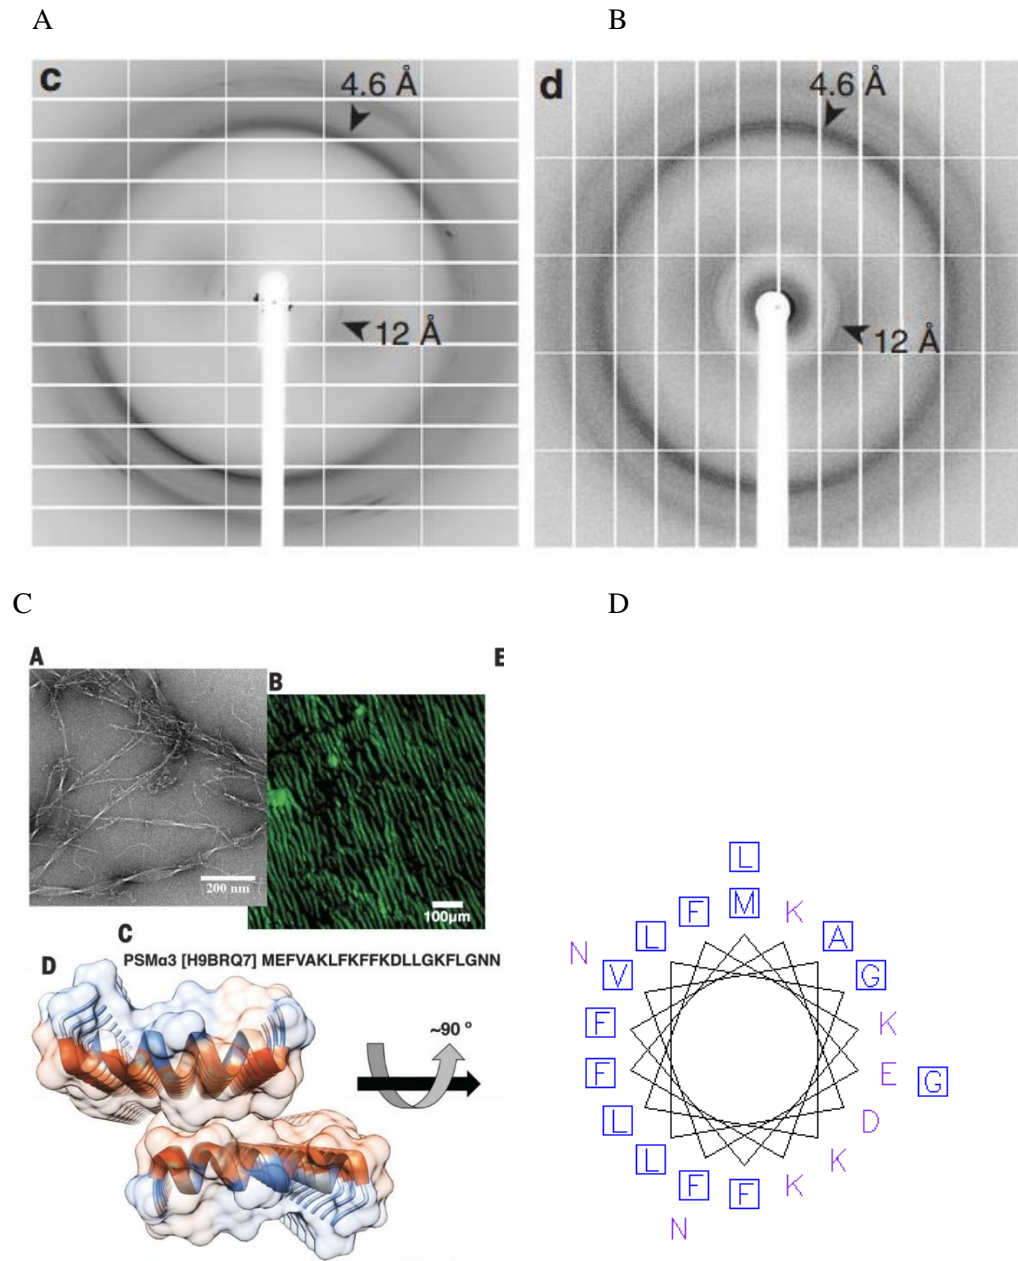 A
B
c
4.6 Å
12 Å
d
4.6 Å
12 Å
C
D
A
200 nm
B
100µm
E
C
PSMα3 [H9BRQ7] MEFVAKLFKFFKDLLGKFLGNN
D
~90 º
L
F M K
L A
N V G
F K
F E G
L D
L K
F F K
N